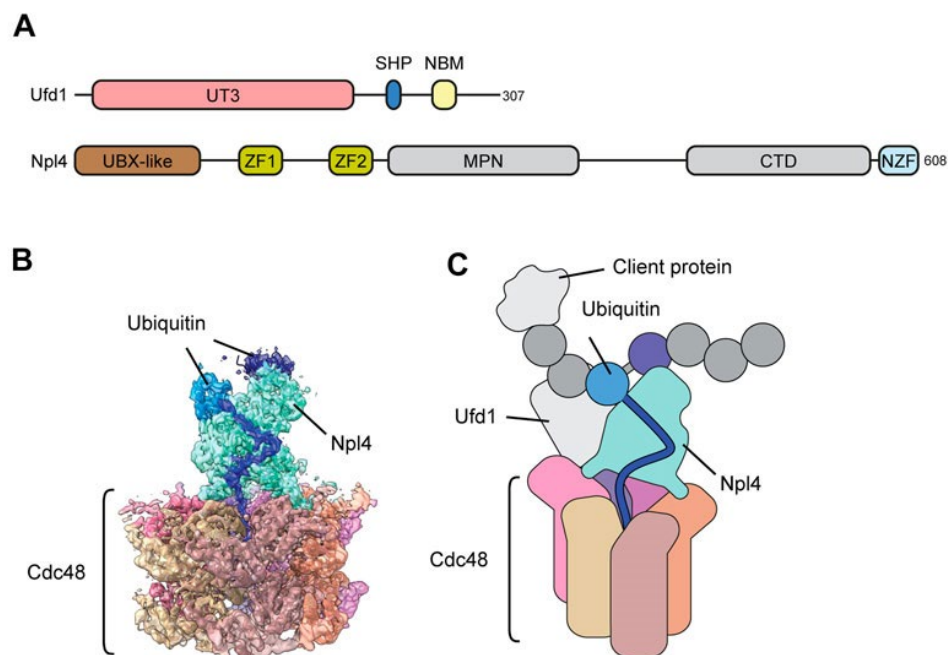 A
SHP NBM
Ufd1 UT3 307
Npl4 UBX-like ZF1 ZF2 MPN CTD NZF 608
B
C
Client protein
Ubiquitin
Ubiquitin
Ufd1
Npl4
Npl4
Cdc48
Cdc48